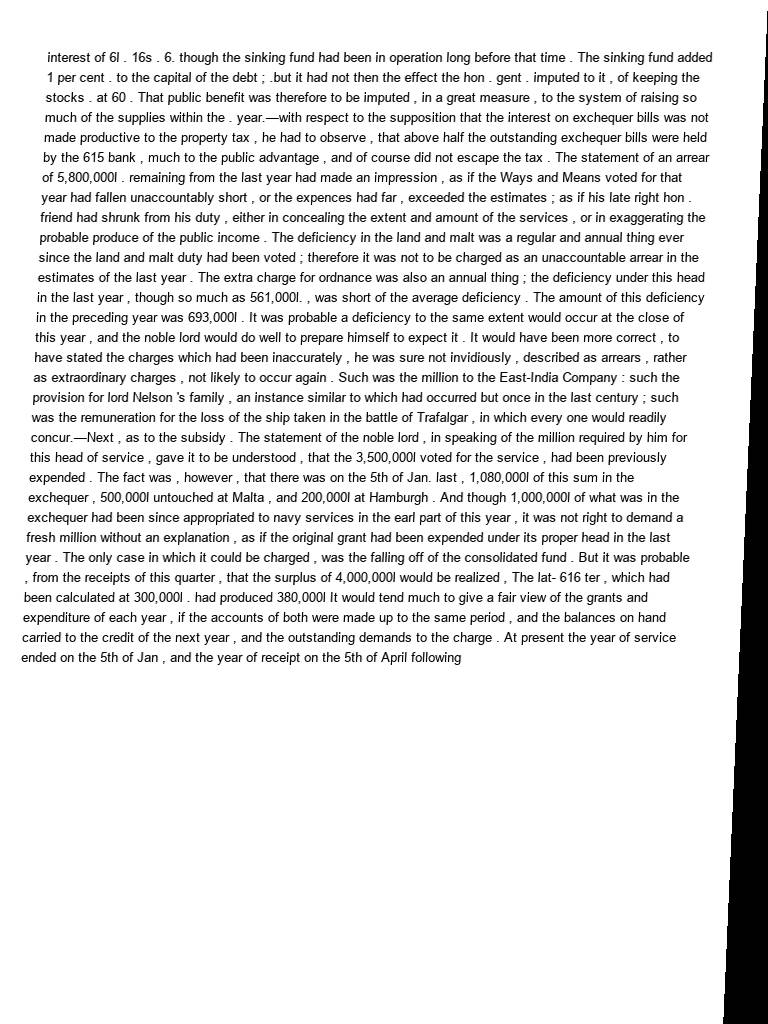 interest of 6l . 16s . 6. though the sinking fund had been in operation long before that time . The sinking fund added
1 per cent . to the capital of the debt ; .but it had not then the effect the hon . gent . imputed to it , of keeping the
stocks . at 60 . That public benefit was therefore to be imputed , in a great measure , to the system of raising so
much of the supplies within the . year.—with respect to the supposition that the interest on exchequer bills was not
made productive to the property tax , he had to observe , that above half the outstanding exchequer bills were held
by the 615 bank , much to the public advantage , and of course did not escape the tax . The statement of an arrear
of 5,800,000l . remaining from the last year had made an impression , as if the Ways and Means voted for that
year had fallen unaccountably short , or the expences had far , exceeded the estimates ; as if his late right hon .
friend had shrunk from his duty , either in concealing the extent and amount of the services , or in exaggerating the
probable produce of the public income . The deficiency in the land and malt was a regular and annual thing ever
since the land and malt duty had been voted ; therefore it was not to be charged as an unaccountable arrear in the
estimates of the last year . The extra charge for ordnance was also an annual thing ; the deficiency under this head
in the last year , though so much as 561,000l. , was short of the average deficiency . The amount of this deficiency
in the preceding year was 693,000l . It was probable a deficiency to the same extent would occur at the close of
this year , and the noble lord would do well to prepare himself to expect it . It would have been more correct , to
have stated the charges which had been inaccurately , he was sure not invidiously , described as arrears , rather
as extraordinary charges , not likely to occur again . Such was the million to the East-India Company : such the
provision for lord Nelson 's family , an instance similar to which had occurred but once in the last century ; such
was the remuneration for the loss of the ship taken in the battle of Trafalgar , in which every one would readily
concur.—Next , as to the subsidy . The statement of the noble lord , in speaking of the million required by him for
this head of service , gave it to be understood , that the 3,500,000l voted for the service , had been previously
expended . The fact was , however , that there was on the 5th of Jan. last , 1,080,000l of this sum in the
exchequer , 500,000l untouched at Malta , and 200,000l at Hamburgh . And though 1,000,000l of what was in the
exchequer had been since appropriated to navy services in the earl part of this year , it was not right to demand a
fresh million without an explanation , as if the original grant had been expended under its proper head in the last
year . The only case in which it could be charged , was the falling off of the consolidated fund . But it was probable
, from the receipts of this quarter , that the surplus of 4,000,000l would be realized , The lat- 616 ter , which had
been calculated at 300,000l . had produced 380,000l It would tend much to give a fair view of the grants and
expenditure of each year , if the accounts of both were made up to the same period , and the balances on hand
carried to the credit of the next year , and the outstanding demands to the charge . At present the year of service
ended on the 5th of Jan , and the year of receipt on the 5th of April following